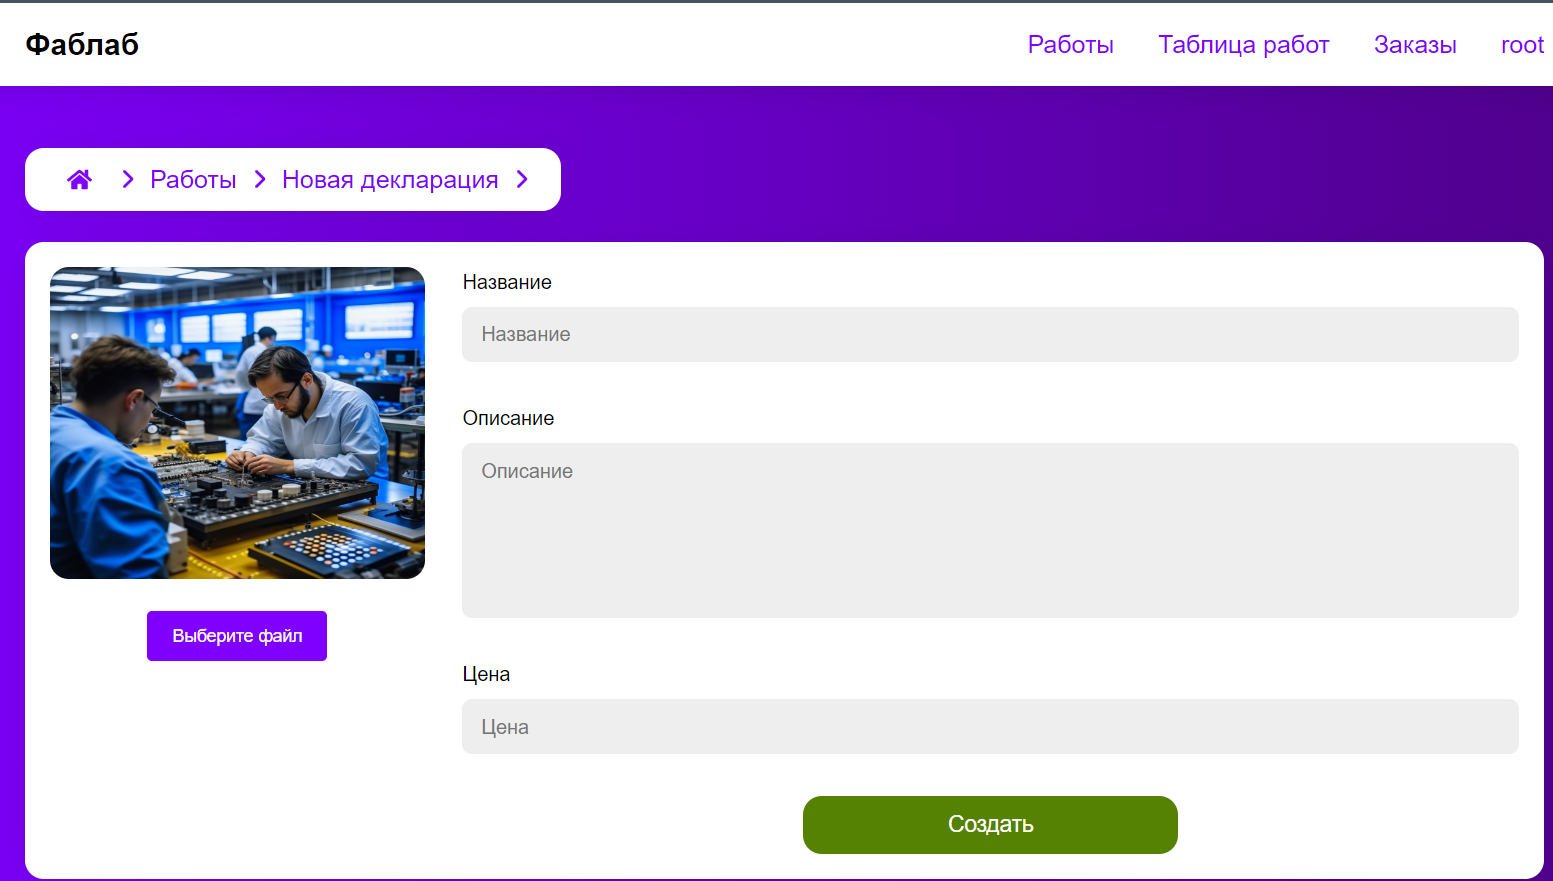 Фаблаб
Работы
Таблица работ
Заказы
root
Работы
Новая декларация
Название
Название
Описание
Описание
Выберите файл
Цена
Цена
Создать